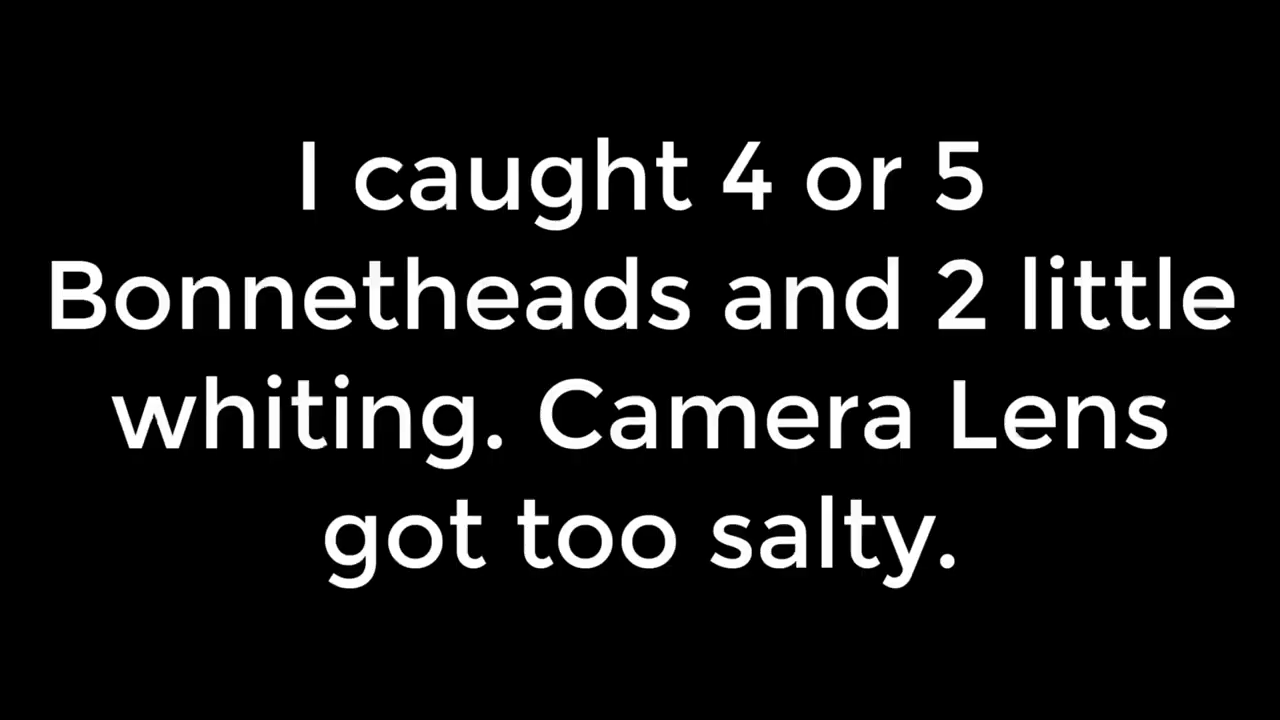 I caught 4 or 5
Bonnetheads and 2 little
whiting. Camera Lens
got too salty.